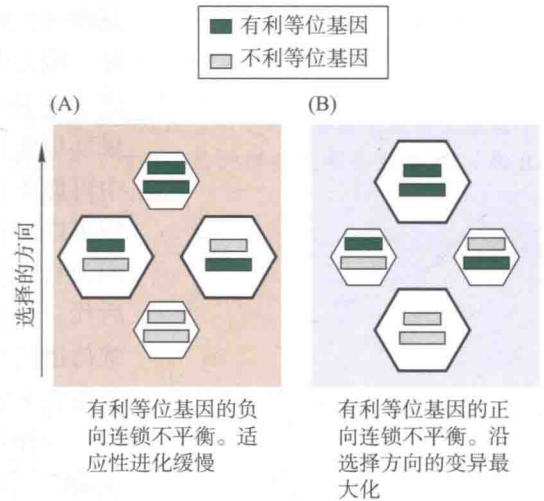 有利等位基因
不利等位基因
(A)
(B)
选择的方向
有利等位基因的负
向连锁不平衡。适
应性进化缓慢
有利等位基因的正
向连锁不平衡。沿
选择方向的变异最
大化